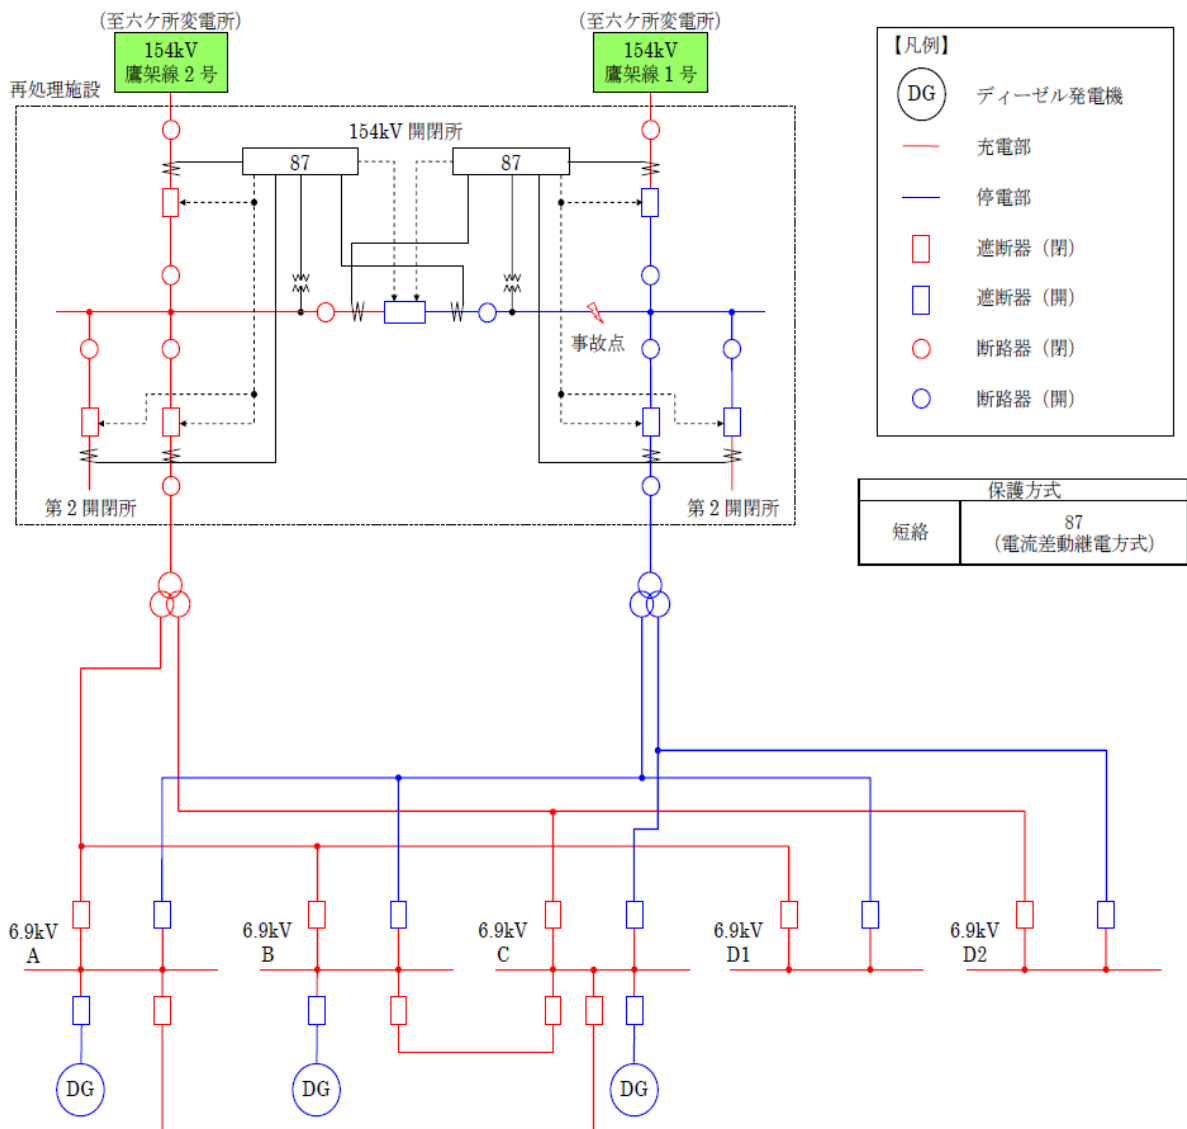 (至六ケ所変電所)
(至六ケ所変電所)
154kV
鷹架線 2 号
154kV
鷹架線 1 号
再処理施設
154kV 開閉所
87
87
事故点
第 2 開閉所
第 2 開閉所
【凡例】
DG
ディーゼル発電機
充電部
停電部
遮断器（閉）
遮断器（開）
断路器（閉）
断路器（開）
保護方式
短絡
87
(電流差動継電方式)
6.9kV
A
6.9kV
B
6.9kV
C
6.9kV
D1
6.9kV
D2
DG
DG
DG